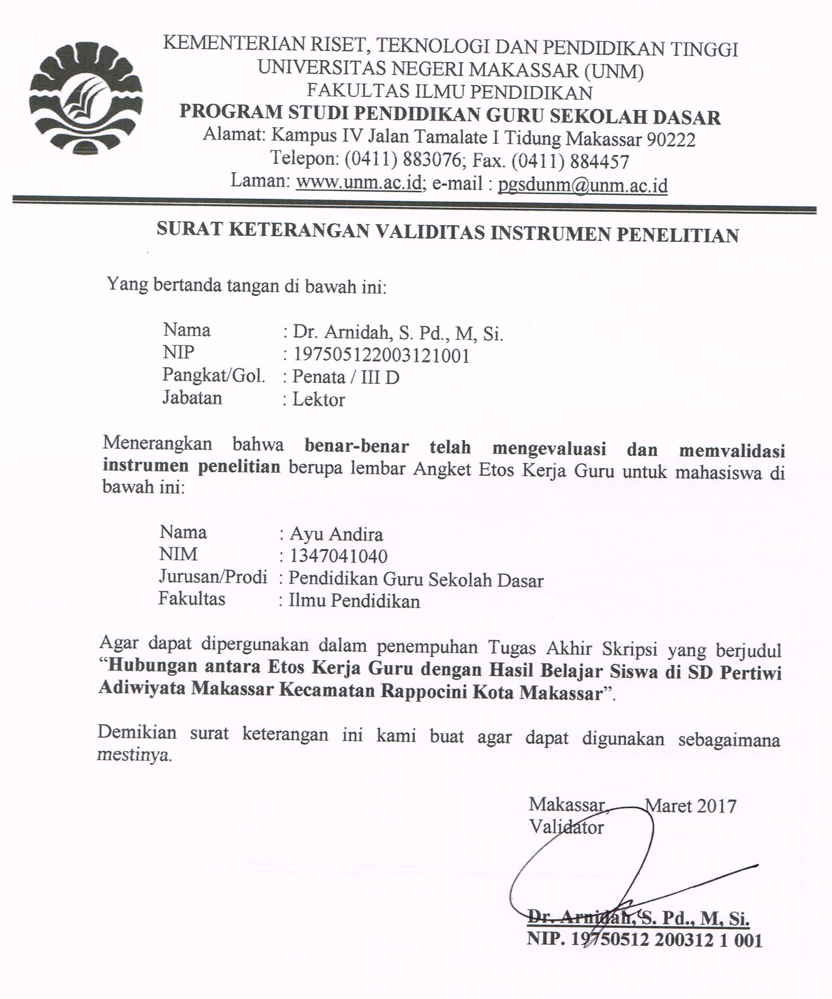 KEMENTERIAN RISET, TEKNOLOGI DAN PENDIDIKAN TINGGI
UNIVERSITAS NEGERI MAKASSAR (UNM)
FAKULTAS ILMU PENDIDIKAN
PROGRAM STUDI PENDIDIKAN GURU SEKOLAH DASAR
Alamat: Kampus IV Jalan Tamalate I Tidung Makassar 90222
Telepon: (0411) 883076; Fax. (0411) 884457
Laman: www.unm.ac.id; e-mail : pgsdunm@unm.ac.id
SURAT KETERANGAN VALIDITAS INSTRUMEN PENELITIAN
Yang bertanda tangan di bawah ini:
Nama : Dr. Arnidah, S. Pd., M, Si.
NIP : 197505122003121001
Pangkat/Gol. : Penata / III D
Jabatan : Lektor
Menerangkan bahwa benar-benar telah mengevaluasi dan memvalidasi
instrumen penelitian berupa lembar Angket Etos Kerja Guru untuk mahasiswa di
bawah ini:
Nama : Ayu Andira
NIM : 1347041040
Jurusan/Prodi : Pendidikan Guru Sekolah Dasar
Fakultas : Ilmu Pendidikan
Agar dapat dipergunakan dalam penempuhan Tugas Akhir Skripsi yang berjudul
“Hubungan antara Etos Kerja Guru dengan Hasil Belajar Siswa di SD Pertiwi
Adiwiyata Makassar Kecamatan Rappocini Kota Makassar”.
Demikian surat keterangan ini kami buat agar dapat digunakan sebagaimana
mestinya.
Makassar, Maret 2017
Validator
Dr. Arnidah, S. Pd., M, Si.
NIP. 19750512 200312 1 001